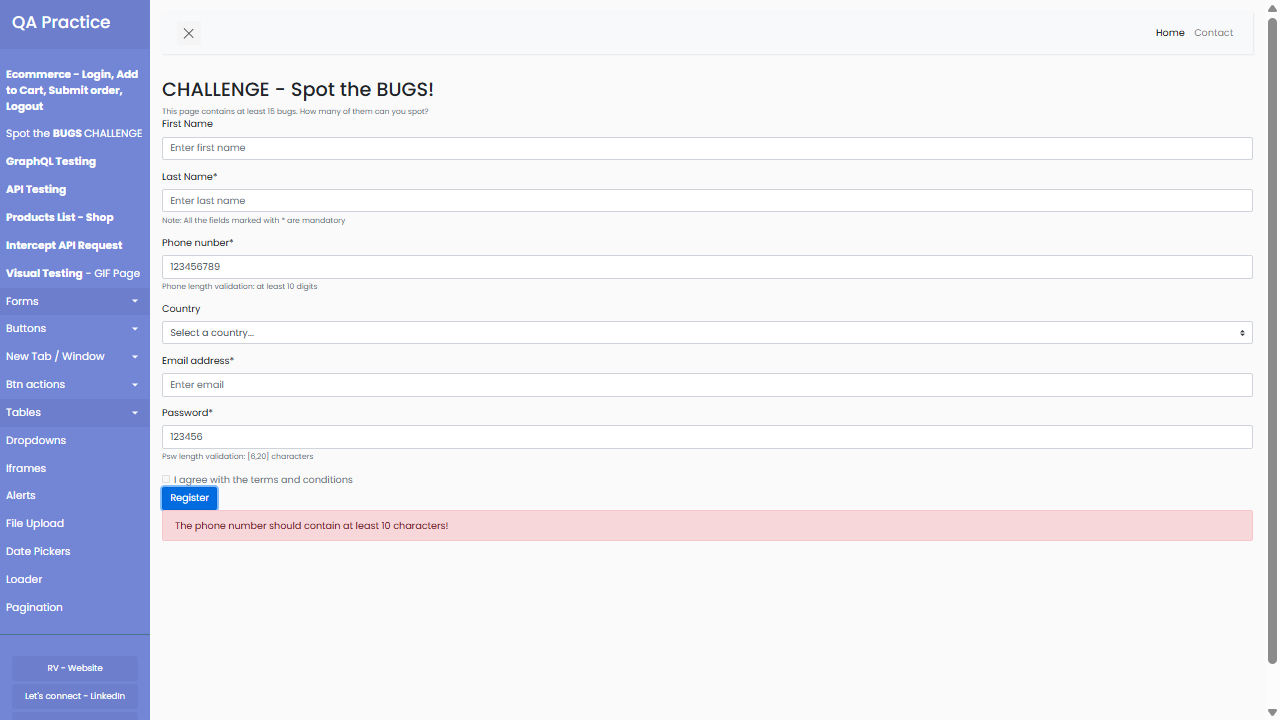 QA Practice
Ecommerce - Login, Add
to Cart, Submit order,
Logout
Spot the BUGS CHALLENGE
GraphQL Testing
API Testing
Products List - Shop
Intercept API Request
Visual Testing - GIF Page
Forms
Buttons
New Tab / Window
Btn actions
Tables
Dropdowns
Iframes
Alerts
File Upload
Date Pickers
Loader
Pagination
RV - Website
Let's connect - LinkedIn
Home Contact
CHALLENGE - Spot the BUGS!
This page contains at least 15 bugs. How many of them can you spot?
First Name
Enter first name
Last Name*
Enter last name
Note: All the fields marked with * are mandatory
Phone nunber*
123456789
Phone length validation: at least 10 digits
Country
Select a country...
Email address*
Enter email
Password*
123456
Psw length validation: [6,20] characters
I agree with the terms and conditions
Register
The phone number should contain at least 10 characters!